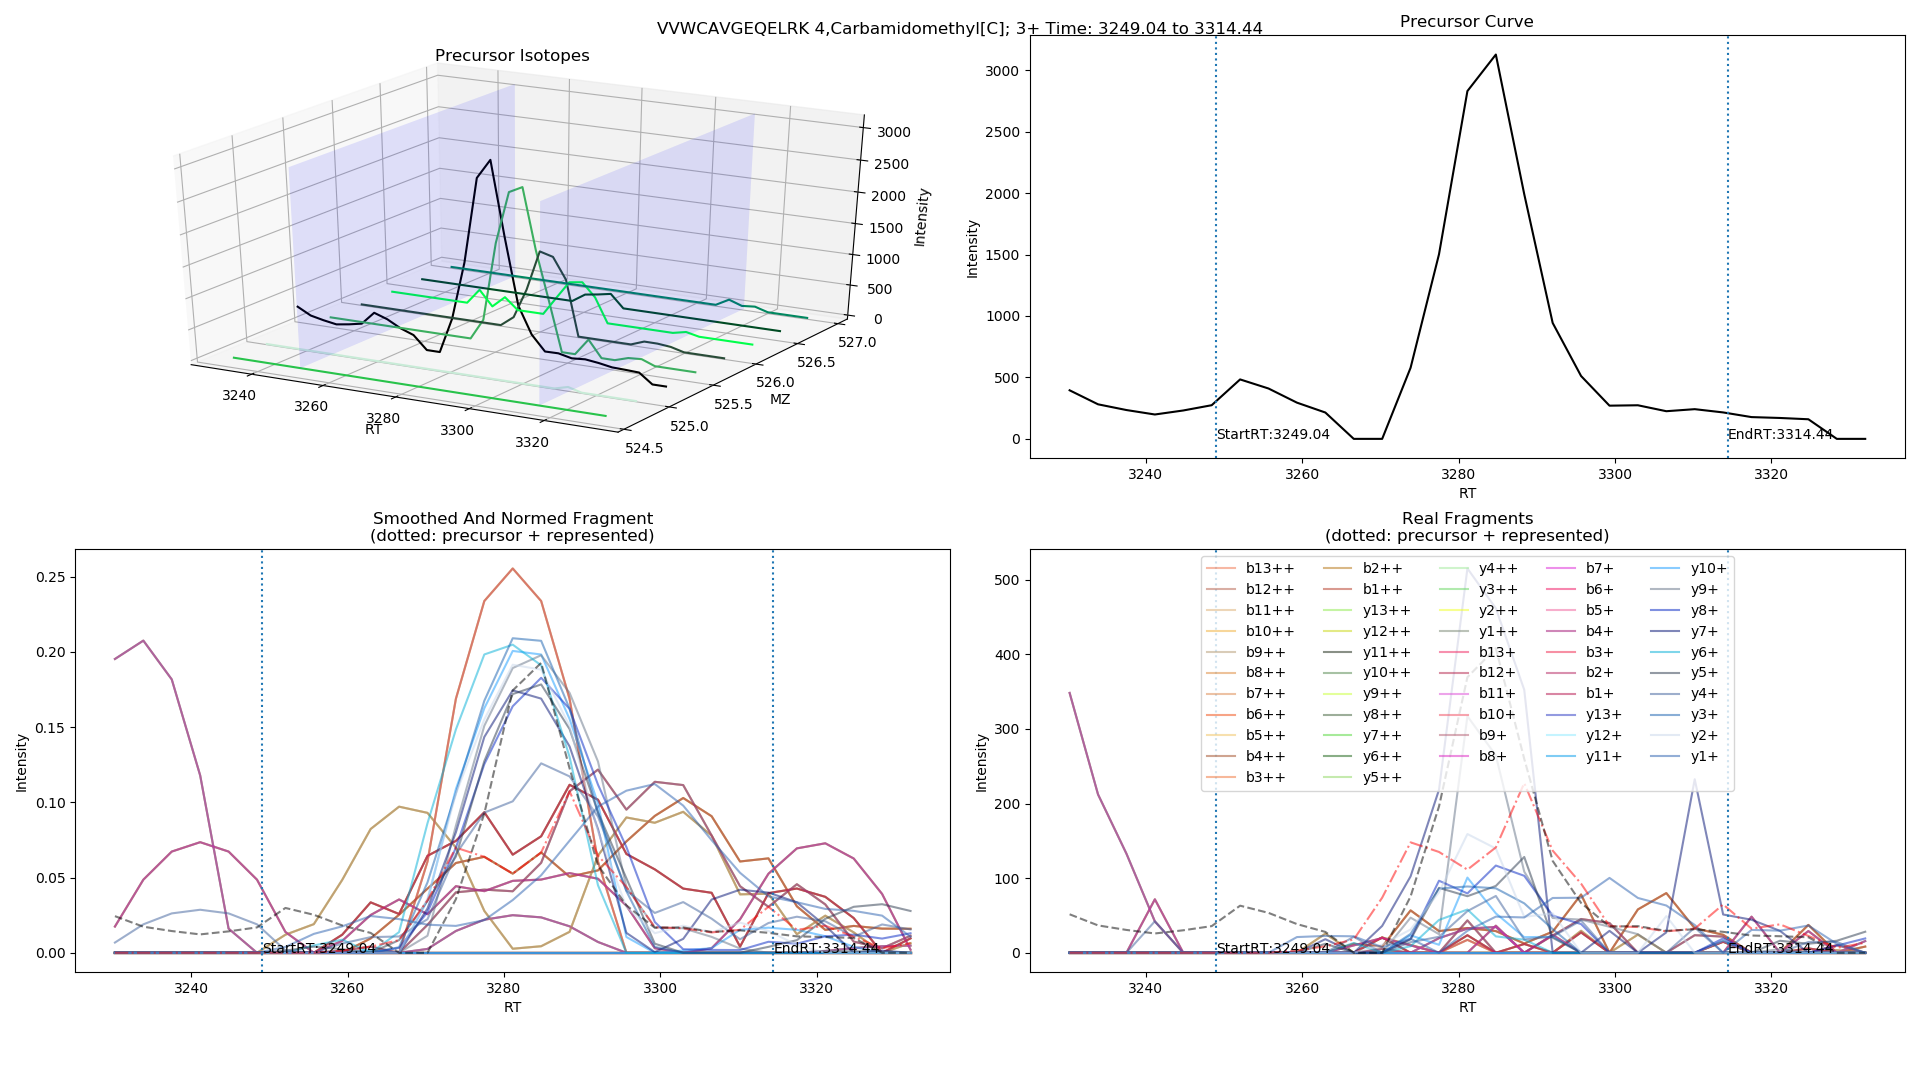 VVWCAVGEQELRK 4,Carbamidomethyl[C]; 3+ Time: 3249.04 to 3314.44
Precursor Isotopes
3000
2500
2000
1500
1000
500
0
Intensity
527.0
526.5
526.0
525.5
525.0
524.5
MZ
3240
3260
3280
3300
3320
RT
Precursor Curve
3000
2500
2000
1500
1000
500
0
Intensity
StartRT:3249.04
EndRT:3314.44
3240
3260
3280
3300
3320
RT
Smoothed And Normed Fragment
(dotted: precursor + represented)
0.25
0.20
0.15
0.10
0.05
0.00
Intensity
StartRT:3249.04
EndRT:3314.44
3240
3260
3280
3300
3320
RT
Real Fragments
(dotted: precursor + represented)
500
400
300
200
100
0
Intensity
b13++
b12++
b11++
b10++
b9++
b8++
b7++
b6++
b5++
b4++
b3++
b2++
b1++
y13++
y12++
y11++
y10++
y9++
y8++
y7++
y6++
y5++
y4++
y3++
y2++
y1++
b13+
b12+
b11+
b10+
b9+
b8+
b7+
b6+
b5+
b4+
b3+
b2+
b1+
y13+
y12+
y11+
y10+
y9+
y8+
y7+
y6+
y5+
y4+
y3+
y2+
y1+
StartRT:3249.04
EndRT:3314.44
3240
3260
3280
3300
3320
RT